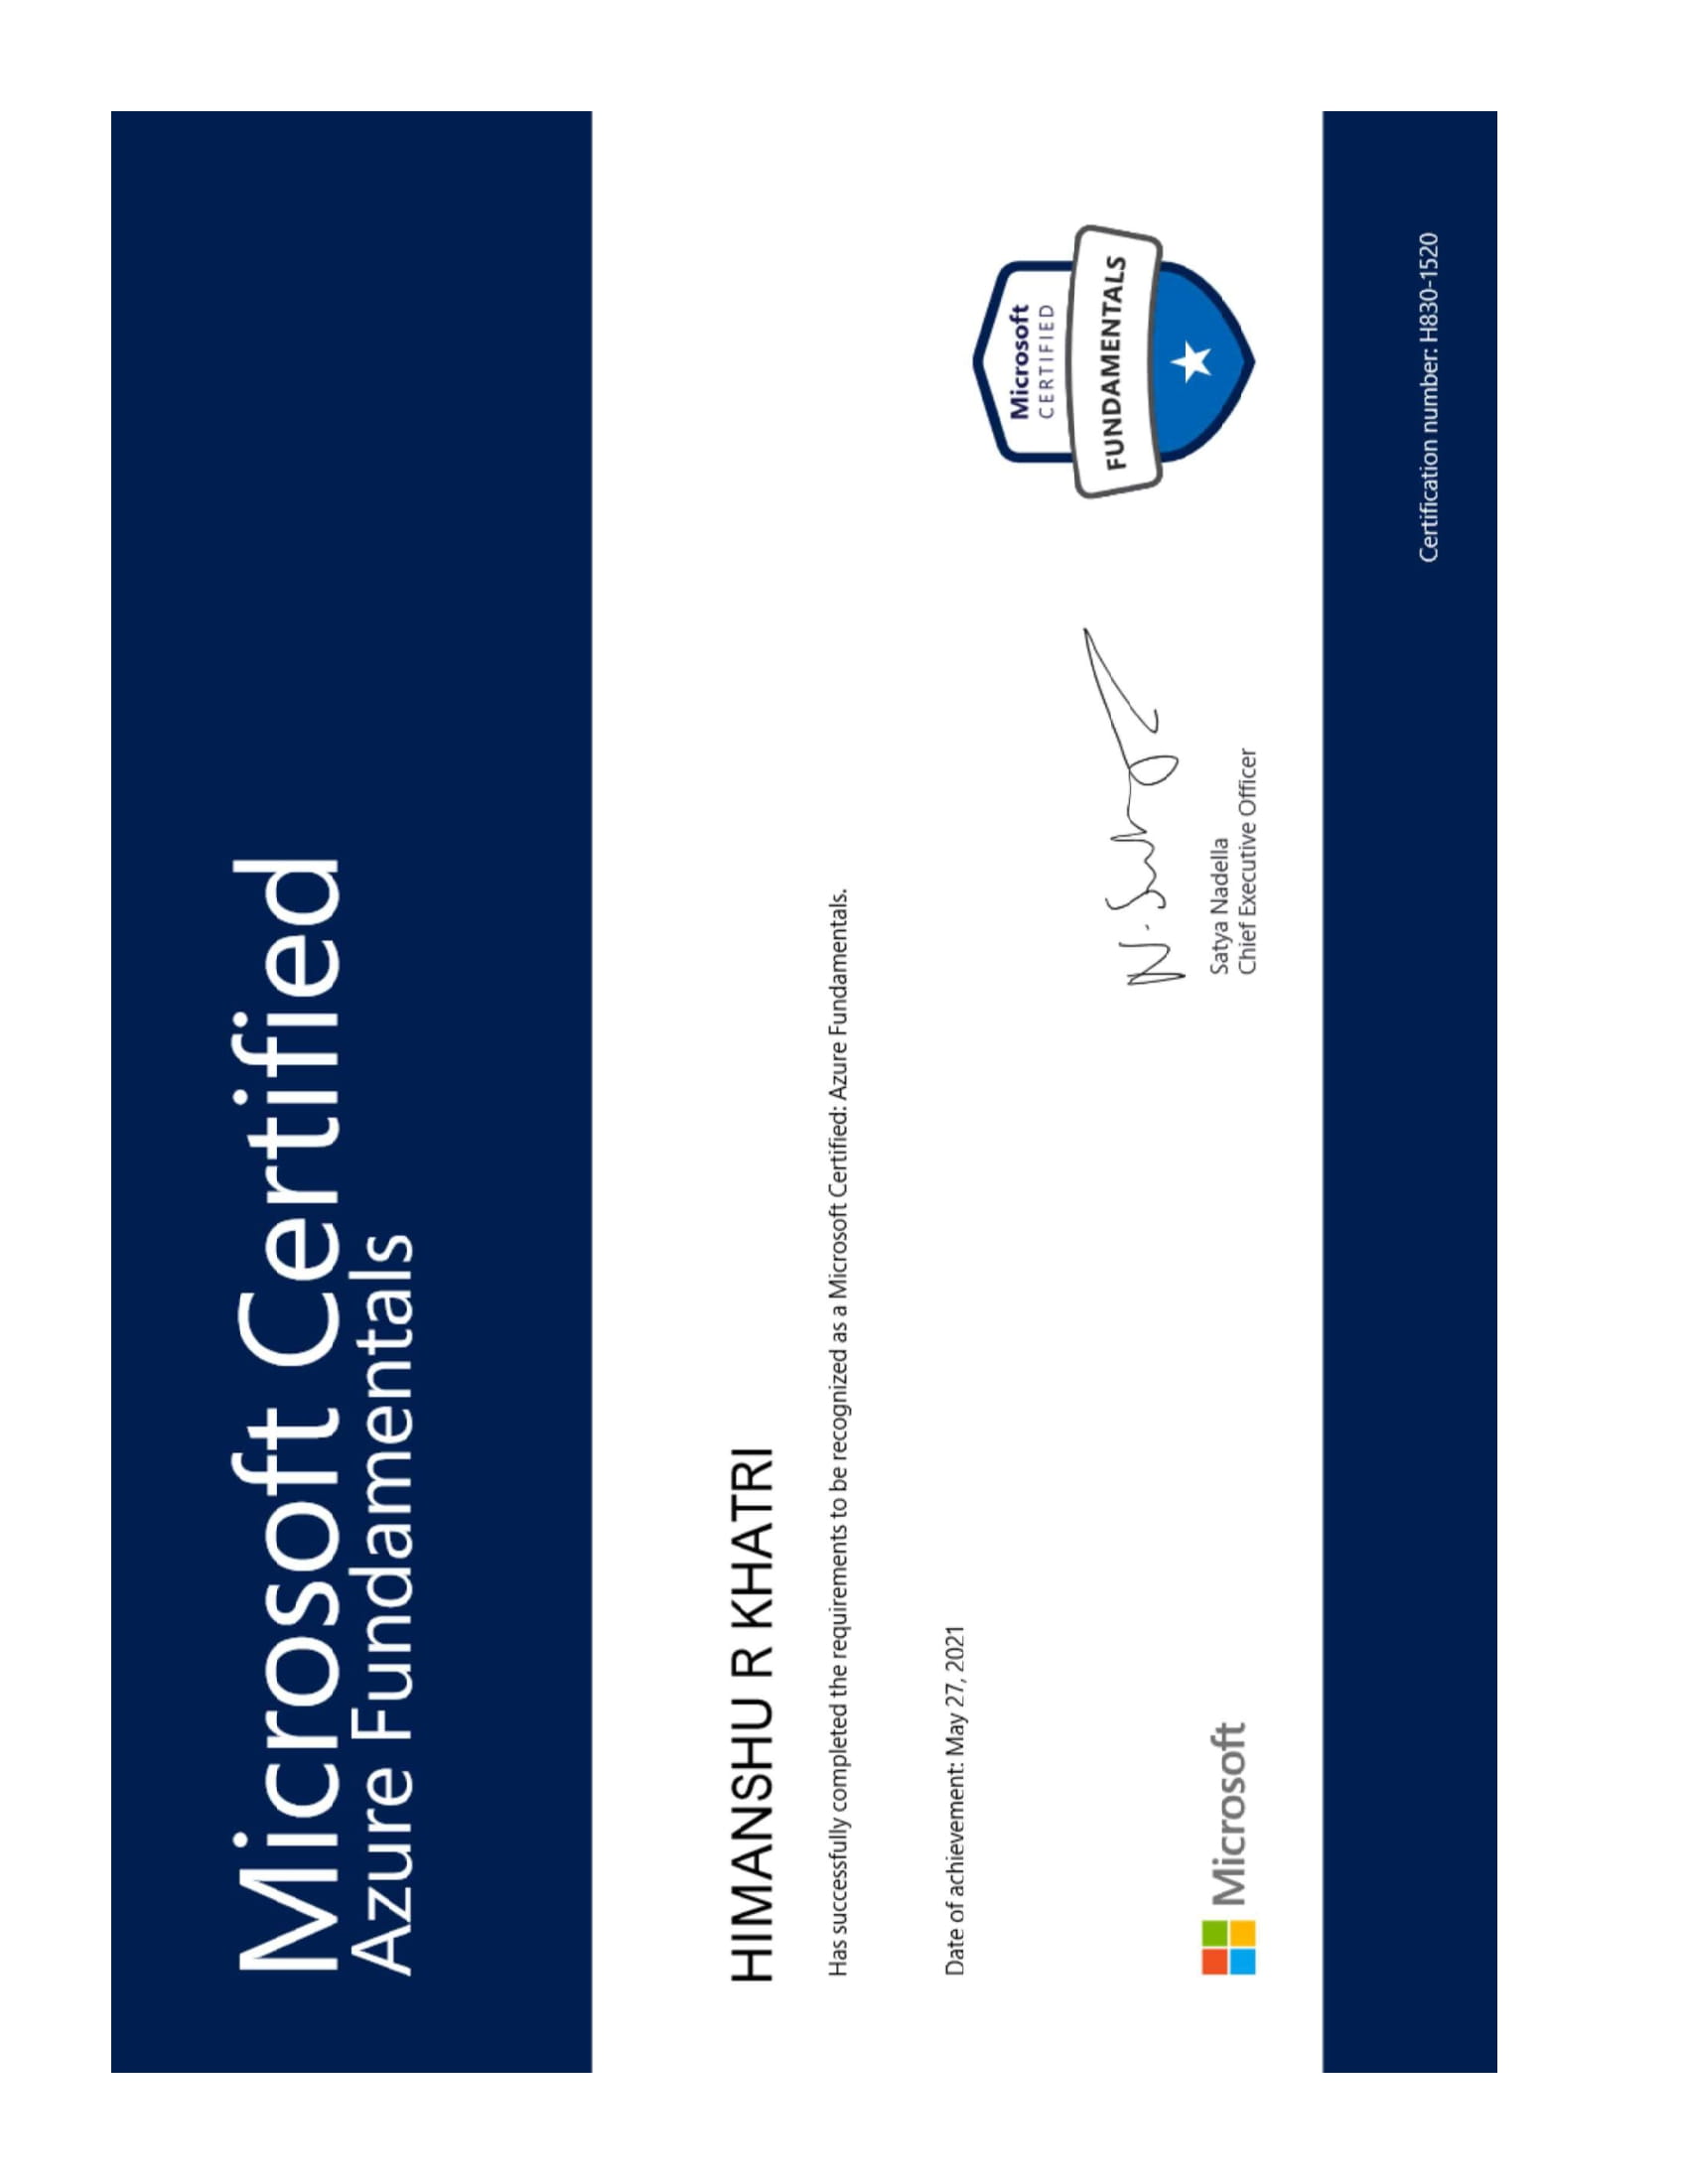 Microsoft Certified
Azure Fundamentals
HIMANSHU R KHATRI
Has successfully completed the requirements to be recognized as a Microsoft Certified: Azure Fundamentals.
Date of achievement: May 27, 2021
Microsoft
CERTIFIED
FUNDAMENTALS
Microsoft
Satya Nadella
Chief Executive Officer
Certification number: H830-1520